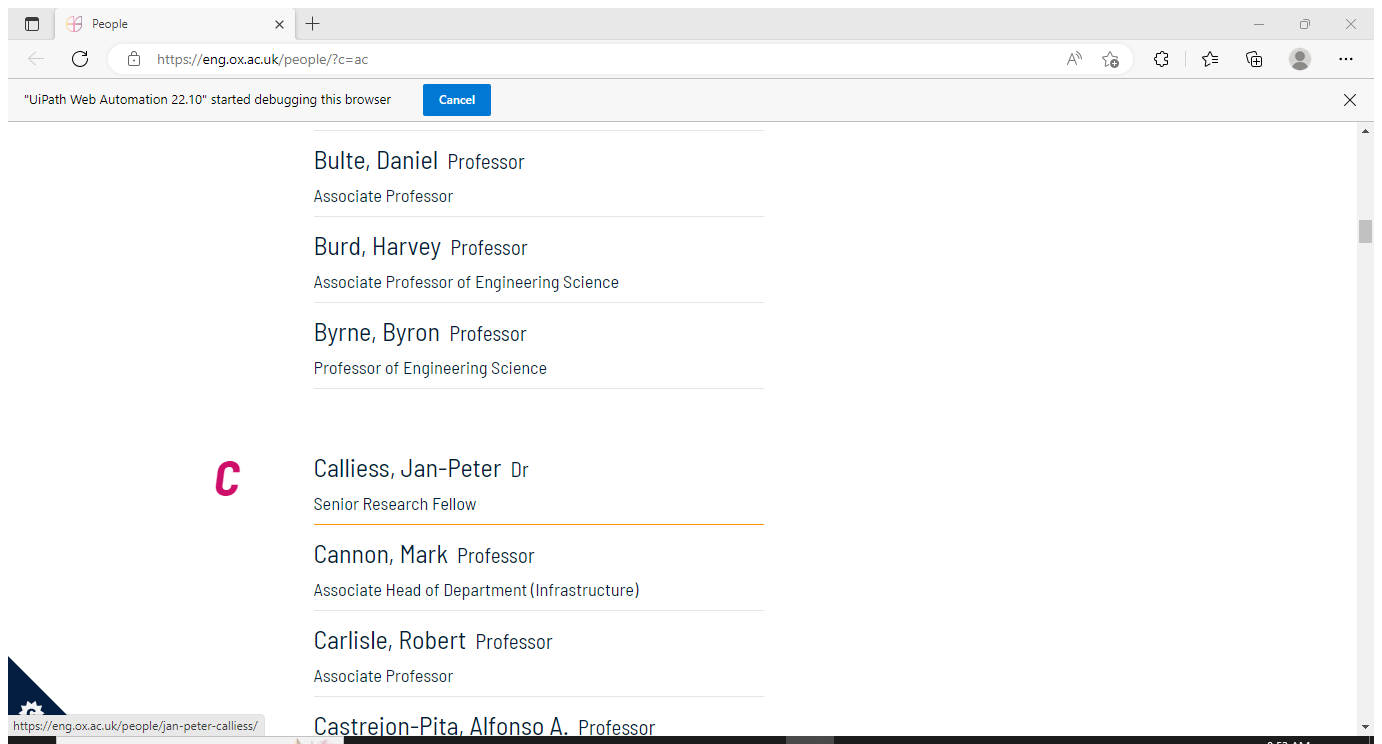 People
https://eng.ox.ac.uk/people/?c=ac
"UiPath Web Automation 22.10" started debugging this browser
Cancel
Bulte, Daniel Professor
Associate Professor
Burd, Harvey Professor
Associate Professor of Engineering Science
Byrne, Byron Professor
Professor of Engineering Science
C
Calliess, Jan-Peter Dr
Senior Research Fellow
Cannon, Mark Professor
Associate Head of Department (Infrastructure)
Carlisle, Robert Professor
Associate Professor
Castrejon-Pita, Alfonso A. Professor
https://eng.ox.ac.uk/people/jan-peter-calliess/